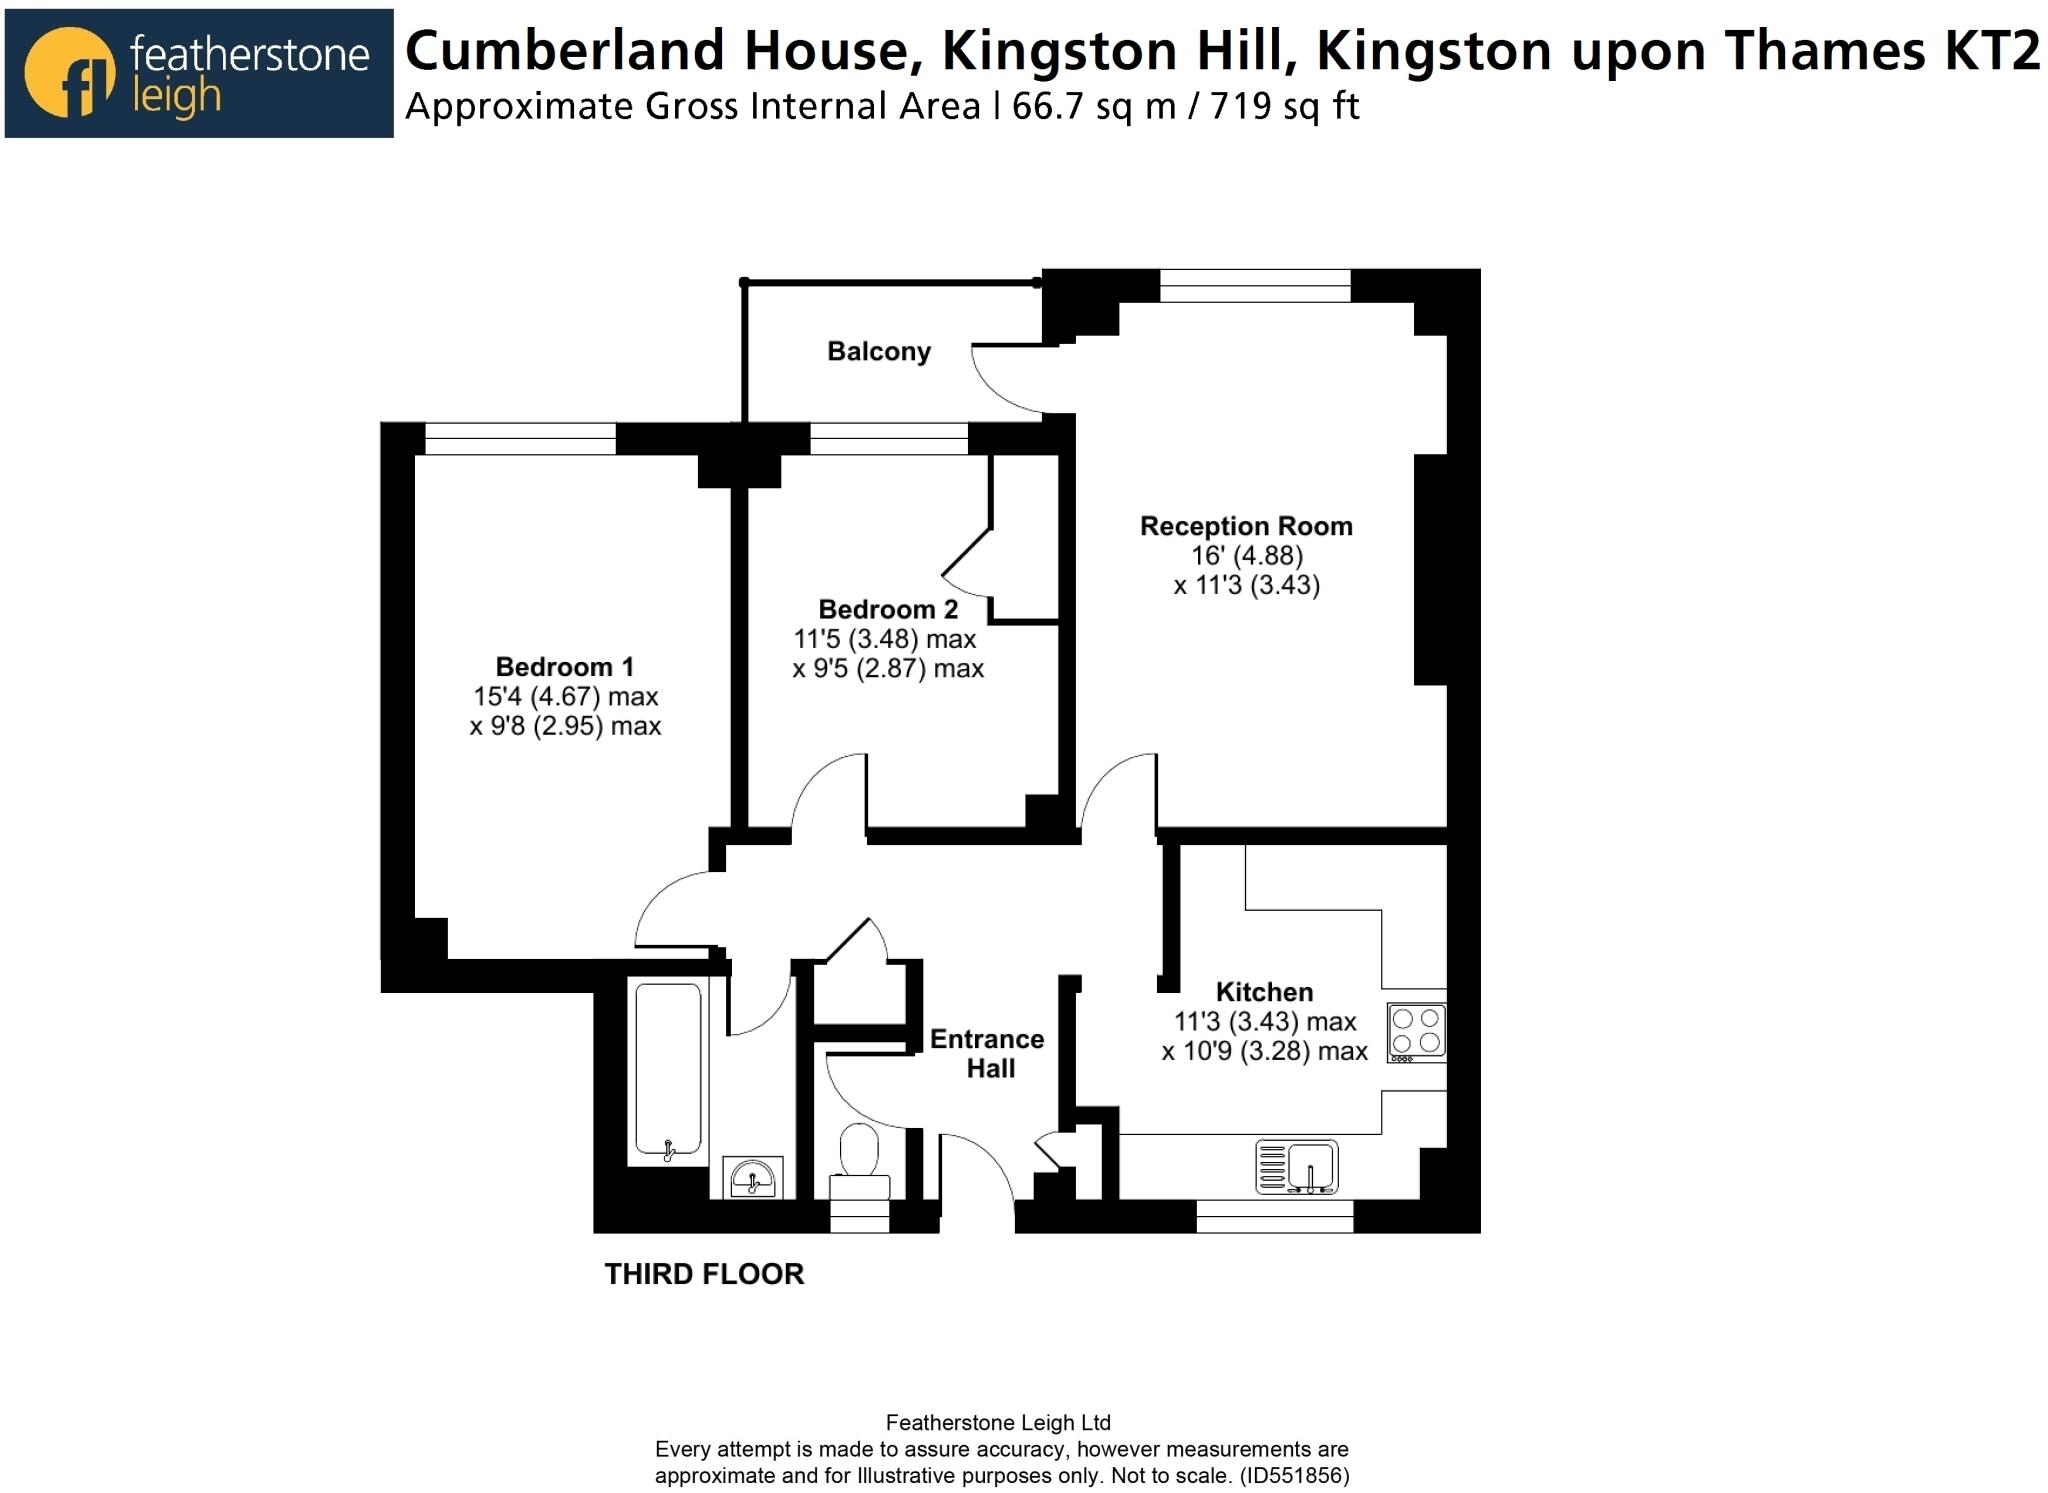 featherstone
leigh
fl
Cumberland House, Kingston Hill, Kingston upon Thames KT2
Approximate Gross Internal Area | 66.7 sq m / 719 sq ft
Balcony
Reception Room
16' (4.88)
x 11'3 (3.43)
Bedroom 2
11'5 (3.48) max
x 9'5 (2.87) max
Bedroom 1
15'4 (4.67) max
x 9'8 (2.95) max
Kitchen
11'3 (3.43) max
x 10'9 (3.28) max
Entrance
Hall
THIRD FLOOR
Featherstone Leigh Ltd
Every attempt is made to assure accuracy, however measurements are
approximate and for Illustrative purposes only. Not to scale. (ID551856)